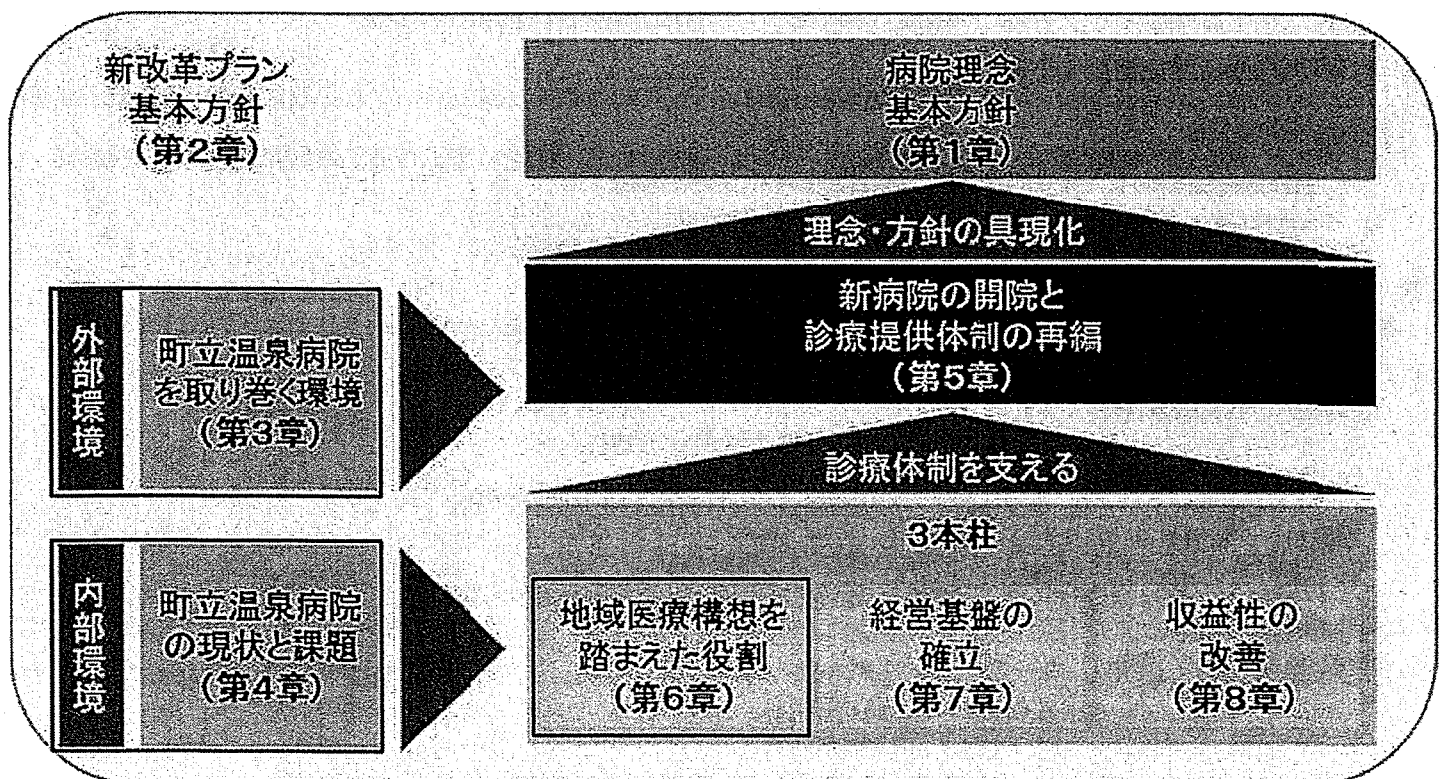 新改革プラン
基本方針
(第2章)
病院理念
基本方針
(第1章)
理念・方針の具現化
外部環境
町立温泉病院
を取り巻く環境
(第3章)
新病院の開院と
診療提供体制の再編
(第5章)
診療体制を支える
内部環境
町立温泉病院
の現状と課題
(第4章)
3本柱
地域医療構想を
踏まえた役割
(第6章)
経営基盤の
確立
(第7章)
収益性の
改善
(第8章)